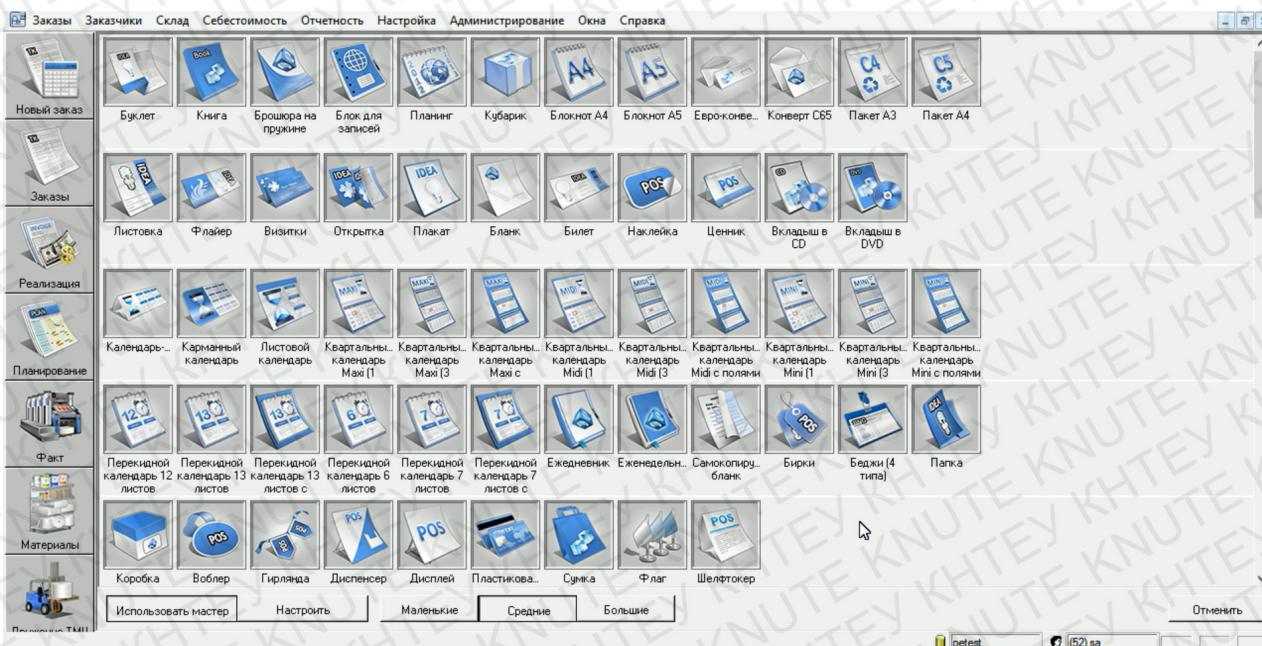 Заказы Заказчики Склад Себестоимость Отчетность Настройка Администрирование Окна Справка
Новый заказ
Заказы
Реализация
Планирование
Факт
Материалы
Движение ТМЦ
Буклет Книга Брошюра на пружине Блок для записей Планинг Кубарик Блокнот А4 Блокнот А5 Евро-конве... Конверт С65 Пакет А3 Пакет А4
Листовка Флайер Визитки Открытка Плакат Бланк Билет Наклейка Ценник Вкладыш в CD Вкладыш в DVD
Календарь-... Карманный календарь Листовой календарь Квартальны... календарь Maxi (1 Квартальны... календарь Maxi (3 Квартальны... календарь Maxi с Квартальны... календарь Midi (1 Квартальны... календарь Midi (3 Квартальны... календарь Midi с полями Квартальны... календарь Mini (1 Квартальны... календарь Mini (3 Квартальны... календарь Mini с полями
Перекидной календарь 12 листов Перекидной календарь 13 листов Перекидной календарь 13 листов с Перекидной календарь 6 листов Перекидной календарь 7 листов Перекидной календарь 7 листов с Ежедневник Еженедельн... Самокопиру... бланк Бирки Беджи (4 типа) Папка
Коробка Воблер Гирлянда Диспенсер Дисплей Пластикова... Сумка Флаг Шелфтокер
Использовать мастер Настроить Маленькие Средние Большие Отменить
petest (52) sa